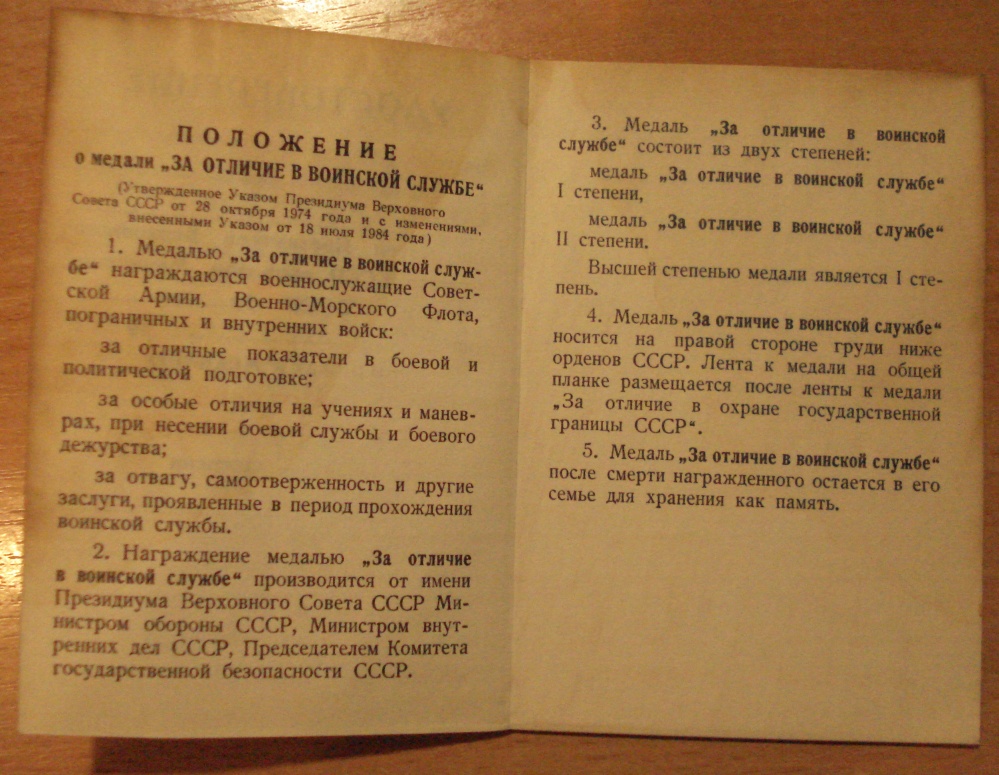 ПОЛОЖЕНИЕ
о медали „ЗА ОТЛИЧИЕ В ВОИНСКОЙ СЛУЖБЕ“
(Утвержденное Указом Президиума Верховного
Совета СССР от 28 октября 1974 года и с изменениями,
внесенными Указом от 18 июля 1984 года)
1. Медалью „За отличие в воинской служ-
бе“ награждаются военнослужащие Совет-
ской Армии, Военно-Морского Флота,
пограничных и внутренних войск:
за отличные показатели в боевой и
политической подготовке;
за особые отличия на учениях и манев-
рах, при несении боевой службы и боевого
дежурства;
за отвагу, самоотверженность и другие
заслуги, проявленные в период прохождения
воинской службы.
2. Награждение медалью „За отличие
в воинской службе“ производится от имени
Президиума Верховного Совета СССР Ми-
нистром обороны СССР, Министром внут-
ренних дел СССР, Председателем Комитета
государственной безопасности СССР.
3. Медаль „За отличие в воинской
службе“ состоит из двух степеней:
медаль „За отличие в воинской службе“
I степени,
медаль „За отличие в воинской службе“
II степени.
Высшей степенью медали является I сте-
пень.
4. Медаль „За отличие в воинской службе“
носится на правой стороне груди ниже
орденов СССР. Лента к медали на общей
планке размещается после ленты к медали
„За отличие в охране государственной
границы СССР“.
5. Медаль „За отличие в воинской службе“
после смерти награжденного остается в его
семье для хранения как память.